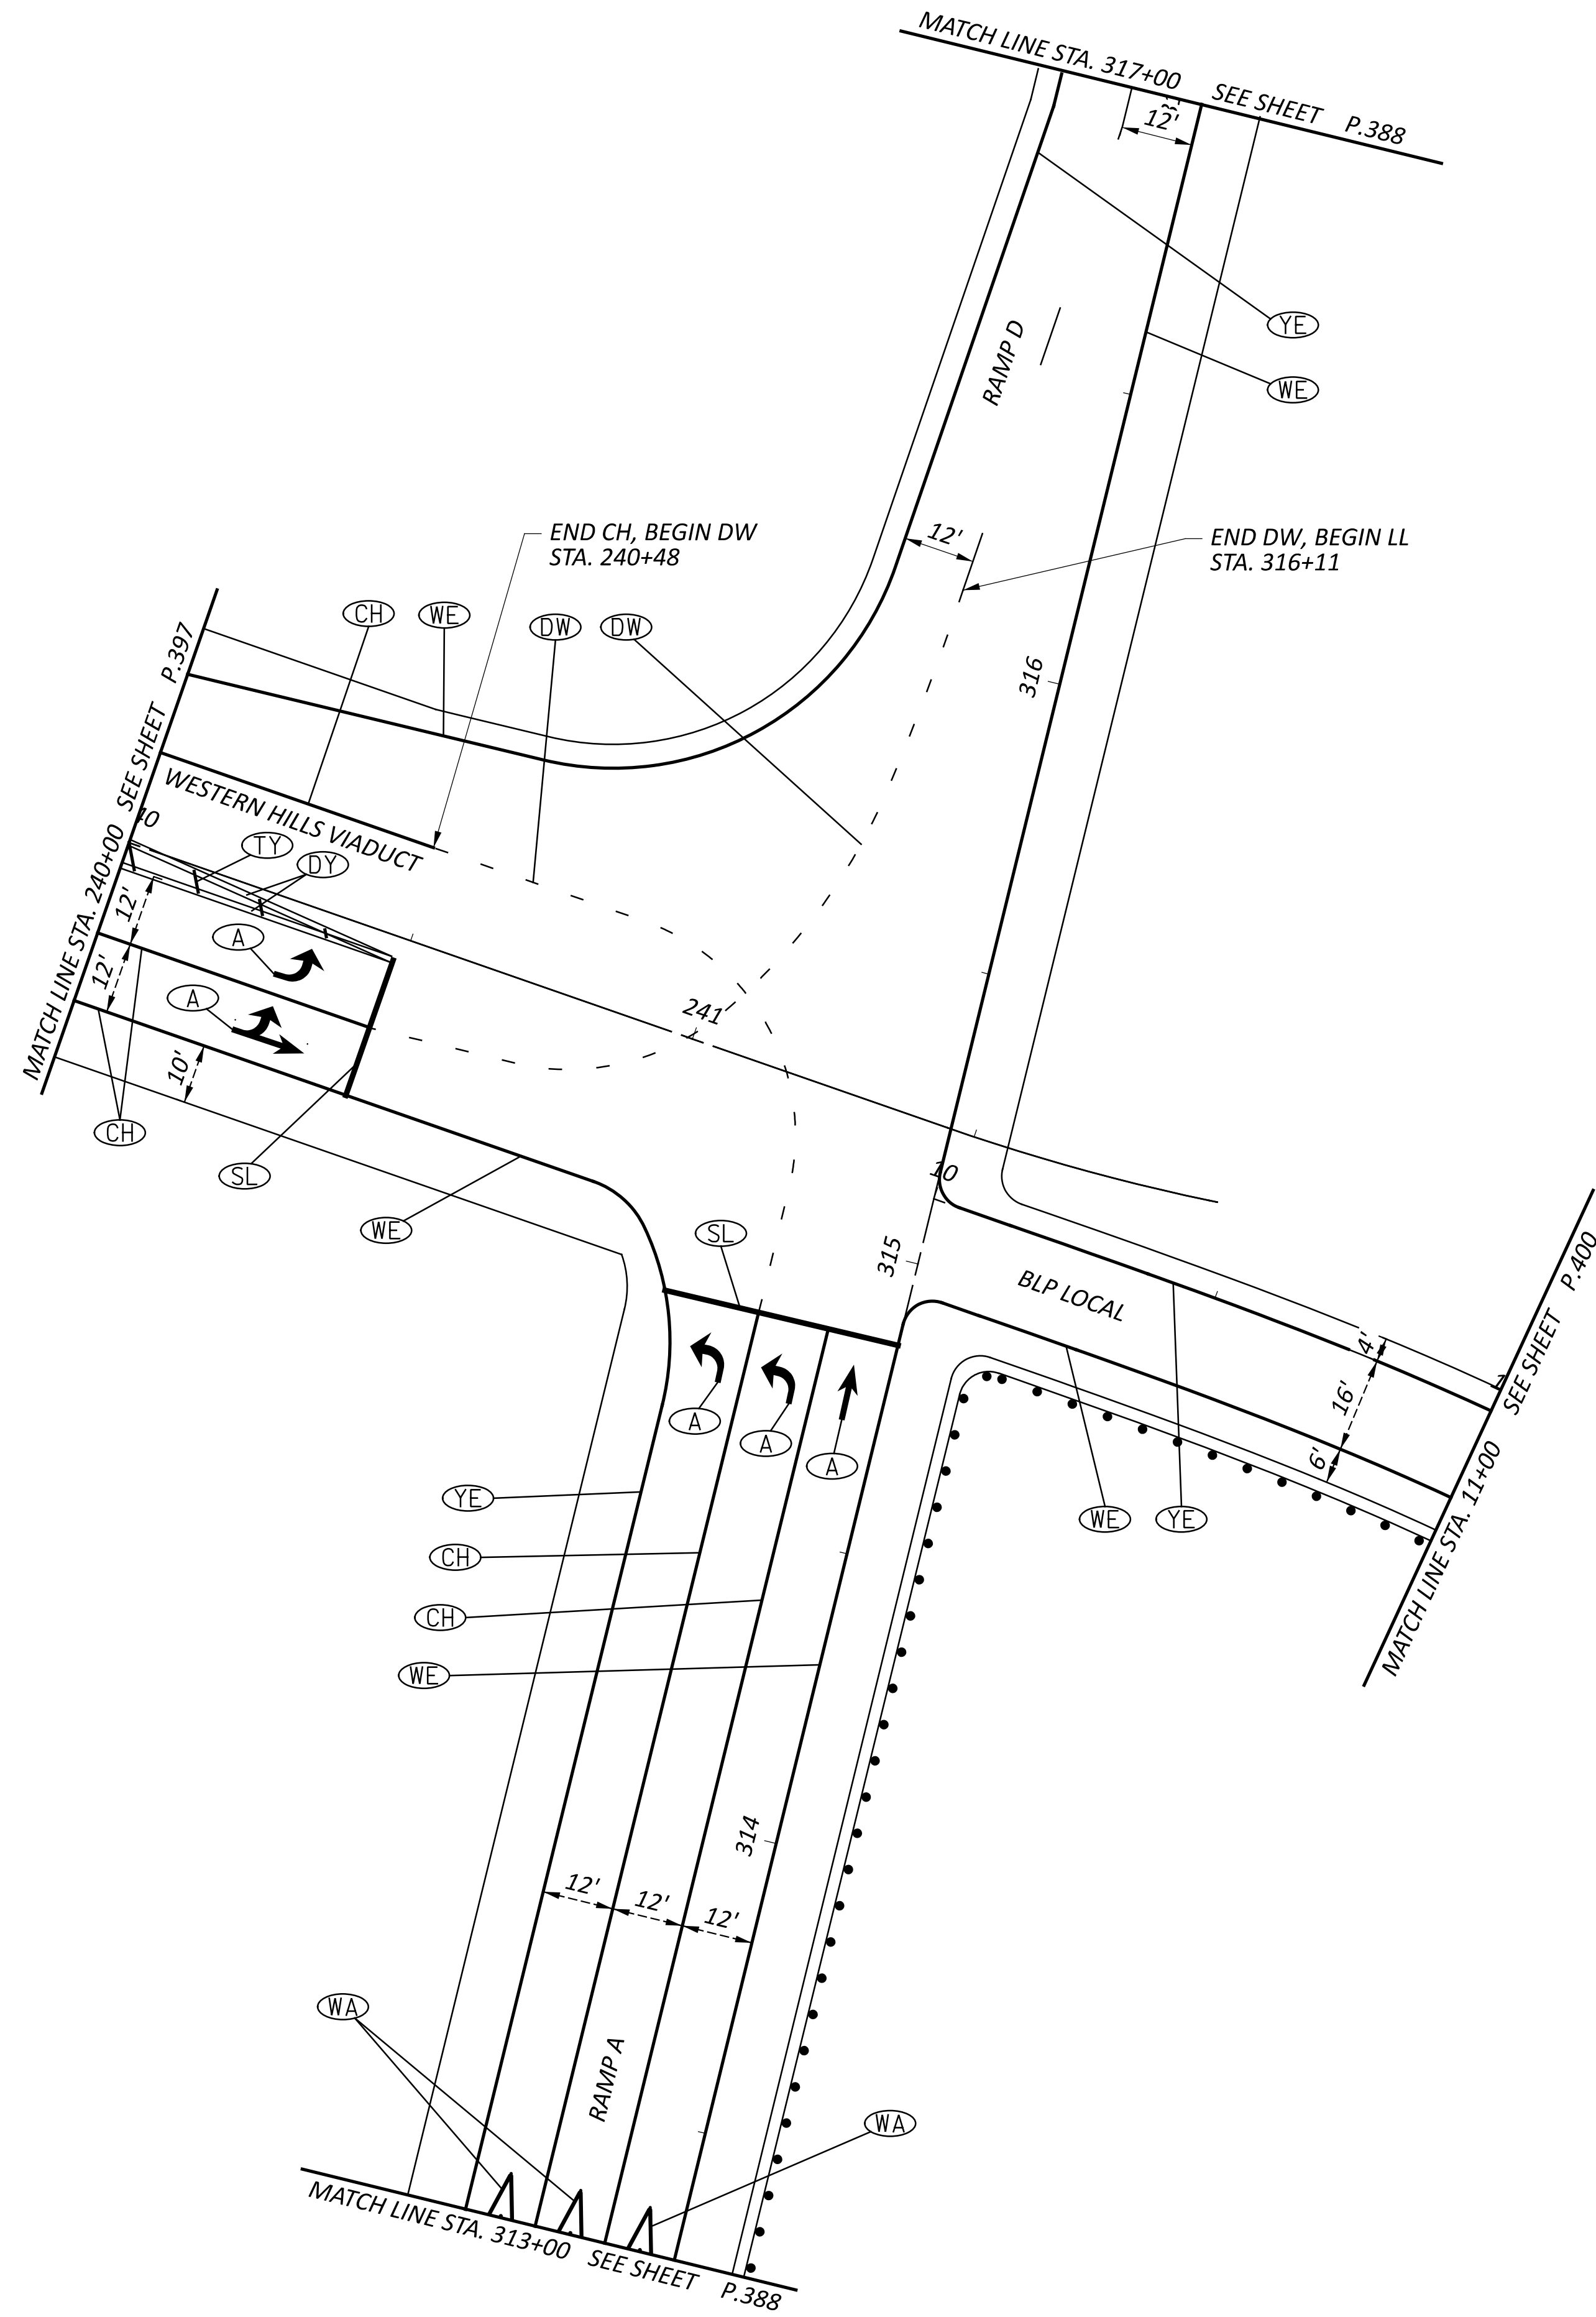 MATCH LINE STA. 317+00 SEE SHEET P.388
12'
YE
WE
RAMP D
END CH, BEGIN DW
STA. 240+48
12'
END DW, BEGIN LL
STA. 316+11
CH
WE
DW
DW
316
MATCH LINE STA. 240+00 SEE SHEET P.397
WESTERN HILLS VIADUCT
TY
DY
12'
A
12'
A
10'
241
CH
SL
WE
10
SL
315
BLP LOCAL
4'
16'
6'
MATCH LINE STA. 11+00 SEE SHEET P.400
A
A
A
YE
WE
YE
CH
CH
WE
314
12'
12'
12'
WA
RAMP A
WA
MATCH LINE STA. 313+00 SEE SHEET P.388